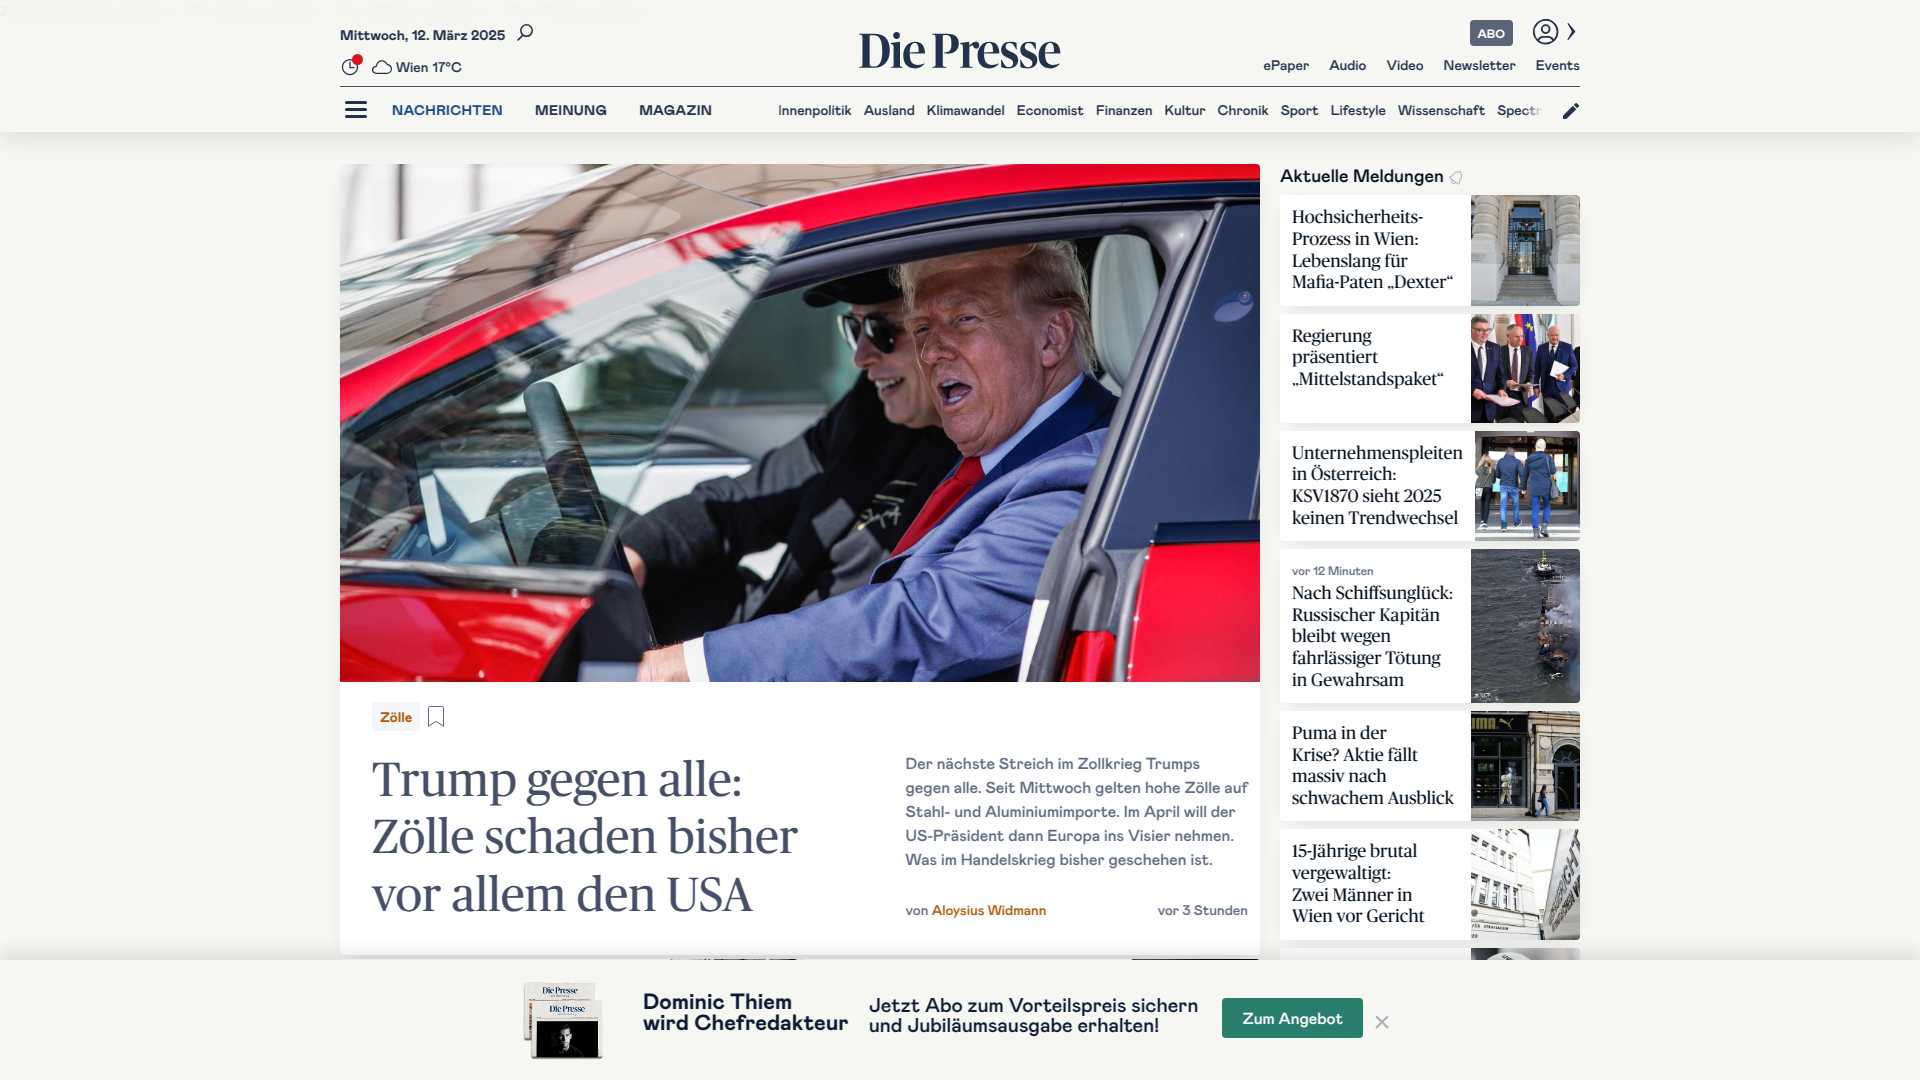 Mittwoch, 12. März 2025
Wien 17°C
Die Presse
ABO
ePaper Audio Video Newsletter Events
NACHRICHTEN MEINUNG MAGAZIN
Innenpolitik Ausland Klimawandel Economist Finanzen Kultur Chronik Sport Lifestyle Wissenschaft
Zölle
Trump gegen alle:
Zölle schaden bisher
vor allem den USA
Der nächste Streich im Zollkrieg Trumps
gegen alle. Seit Mittwoch gelten hohe Zölle auf
Stahl- und Aluminiumimporte. Im April will der
US-Präsident dann Europa ins Visier nehmen.
Was im Handelskrieg bisher geschehen ist.
von Aloysius Widmann
vor 3 Stunden
Aktuelle Meldungen
Hochsicherheits-
Prozess in Wien:
Lebenslang für
Mafia-Paten „Dexter“
Regierung
präsentiert
„Mittelstandspaket“
Unternehmenspleiten
in Österreich:
KSV1870 sieht 2025
keinen Trendwechsel
vor 12 Minuten
Nach Schiffsunglück:
Russischer Kapitän
bleibt wegen
fahrlässiger Tötung
in Gewahrsam
Puma in der
Krise? Aktie fällt
massiv nach
schwachem Ausblick
15-Jährige brutal
vergewaltigt:
Zwei Männer in
Wien vor Gericht
Die Presse
Die Presse
Dominic Thiem
wird Chefredakteur
Jetzt Abo zum Vorteilspreis sichern
und Jubiläumsausgabe erhalten!
Zum Angebot